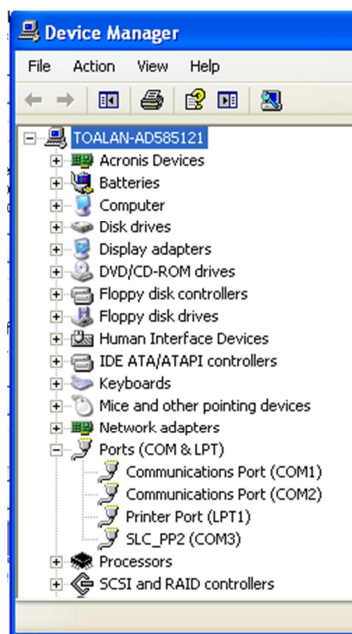 Device Manager
File Action View Help
TOALAN-AD585121
Acronis Devices
Batteries
Computer
Disk drives
Display adapters
DVD/CD-ROM drives
Floppy disk controllers
Floppy disk drives
Human Interface Devices
IDE ATA/ATAPI controllers
Keyboards
Mice and other pointing devices
Network adapters
Ports (COM & LPT)
Communications Port (COM1)
Communications Port (COM2)
Printer Port (LPT1)
SLC_PP2 (COM3)
Processors
SCSI and RAID controllers